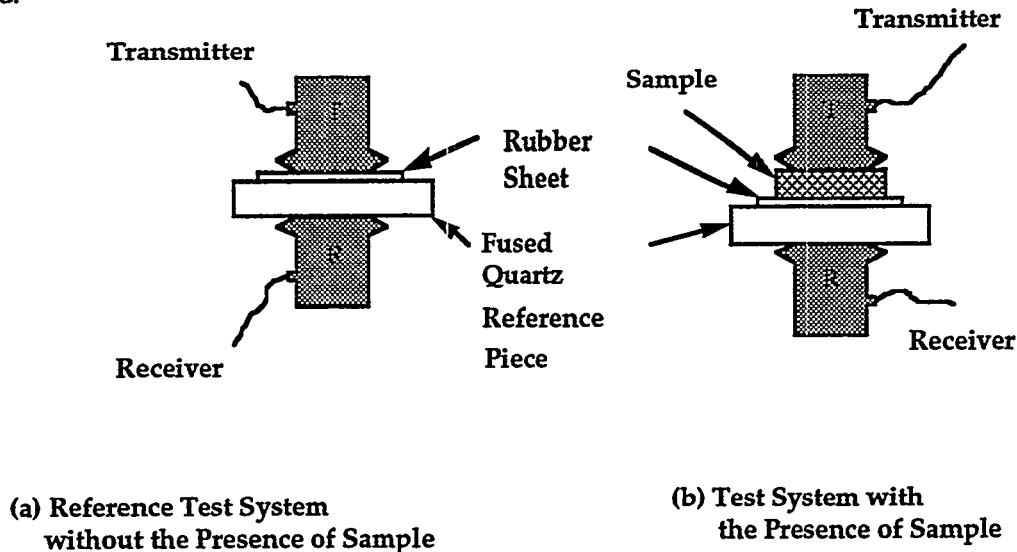 Transmitter
T
Rubber
Sheet
Fused
Quartz
Reference
Piece
R
Receiver
(a) Reference Test System
without the Presence of Sample
Transmitter
Sample
T
R
Receiver
(b) Test System with
the Presence of Sample